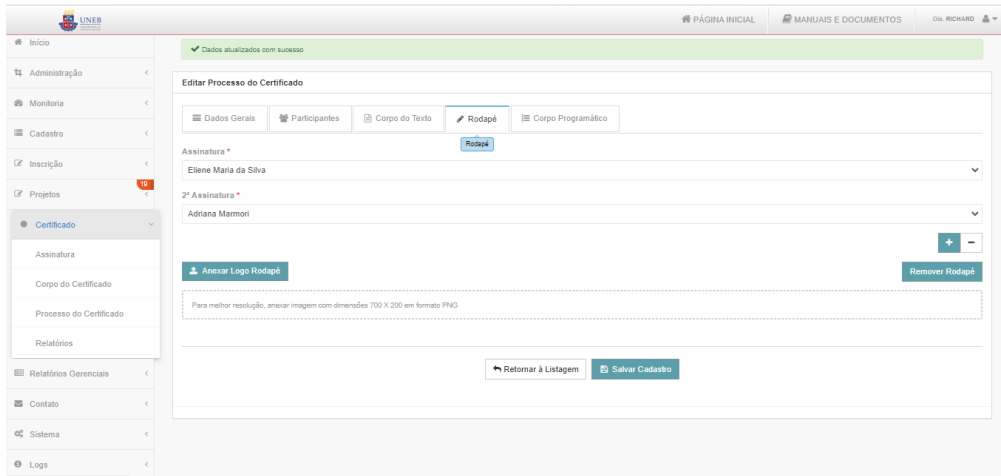 UNEB
PÁGINA INICIAL
MANUAIS E DOCUMENTOS
Olá, RICHARD
Início
Administração
Monitoria
Cadastro
Inscrição
Projetos
19
Certificado
Assinatura
Corpo do Certificado
Processo do Certificado
Relatórios
Relatórios Gerenciais
Contato
Sistema
Logs
Dados atualizados com sucesso
Editar Processo do Certificado
Dados Gerais
Participantes
Corpo do Texto
Rodapé
Corpo Programático
Rodapé
Assinatura *
Eliene Maria da Silva
2ª Assinatura *
Adriana Marmori
+ −
Anexar Logo Rodapé
Remover Rodapé
Para melhor resolução, anexar imagem com dimensões 700 X 200 em formato PNG
Retornar à Listagem
Salvar Cadastro